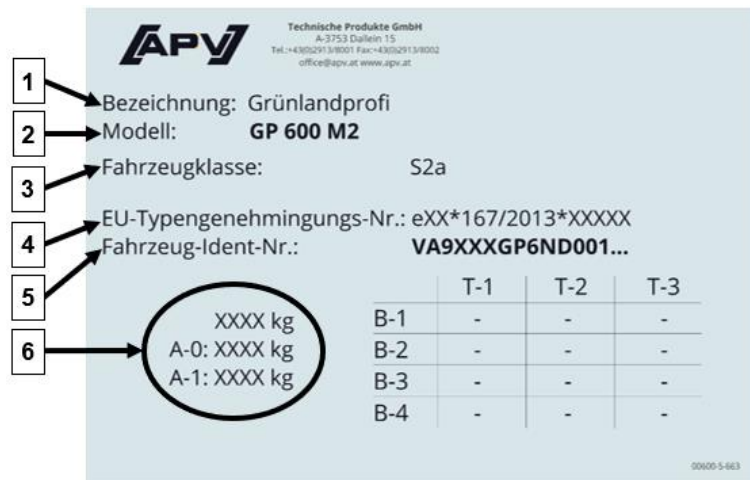 APV
Technische Produkte GmbH
A-3753 Dallein 15
Tel.:+43(0)2913/8001 Fax:+43(0)2913/8002
office@apv.at www.apv.at
1 Bezeichnung: Grünlandprofi
2 Modell: GP 600 M2
3 Fahrzeugklasse: S2a
4 EU-Typengenehmingungs-Nr.: eXX*167/2013*XXXXX
5 Fahrzeug-Ident-Nr.: VA9XXXGP6ND001...
6 XXXX kg
A-0: XXXX kg
A-1: XXXX kg
T-1 T-2 T-3
B-1 - - -
B-2 - - -
B-3 - - -
B-4 - - -
00600-5-663